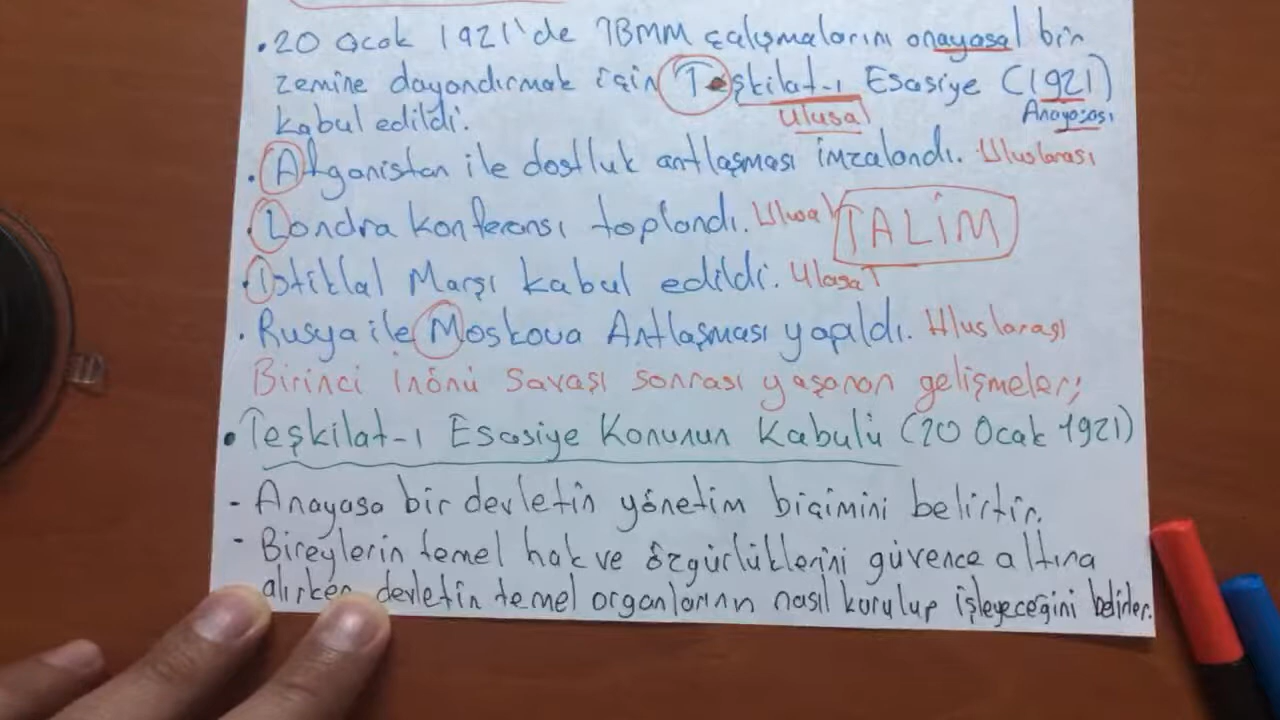 • 20 Ocak 1921'de TBMM çalışmalarını anayasal bir
zemine dayandırmak için Teşkilat-ı Esasiye (1921)
Ulusal Anayasası
kabul edildi.
• Afganistan ile dostluk antlaşması imzalandı. Uluslarası
• Londra konferansı toplandı. Ulusal TALİM
• İstiklal Marşı kabul edildi. Ulusal
• Rusya ile Moskova Antlaşması yapıldı. Uluslarası
Birinci İnönü Savaşı sonrası yaşanan gelişmeler;
• Teşkilat-ı Esasiye Konunun Kabulü (20 Ocak 1921)
- Anayasa bir devletin yönetim biçimini belirtir.
- Bireylerin temel hak ve özgürlüklerini güvence altına
alırken devletin temel organlarının nasıl kurulup işleyeceğini belirler.